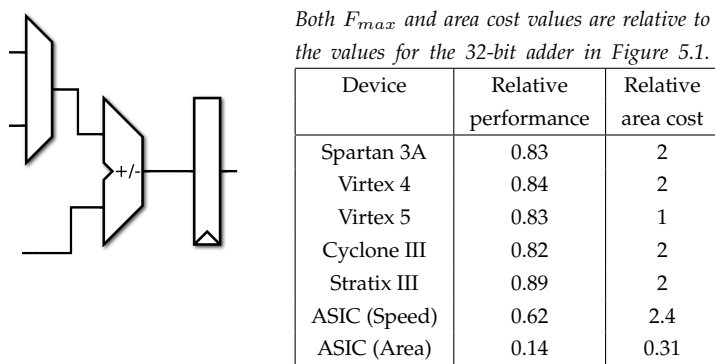 +/-
Both Fmax and area cost values are relative to
the values for the 32-bit adder in Figure 5.1.
Device Relative Relative
performance area cost
Spartan 3A 0.83 2
Virtex 4 0.84 2
Virtex 5 0.83 1
Cyclone III 0.82 2
Stratix III 0.89 2
ASIC (Speed) 0.62 2.4
ASIC (Area) 0.14 0.31